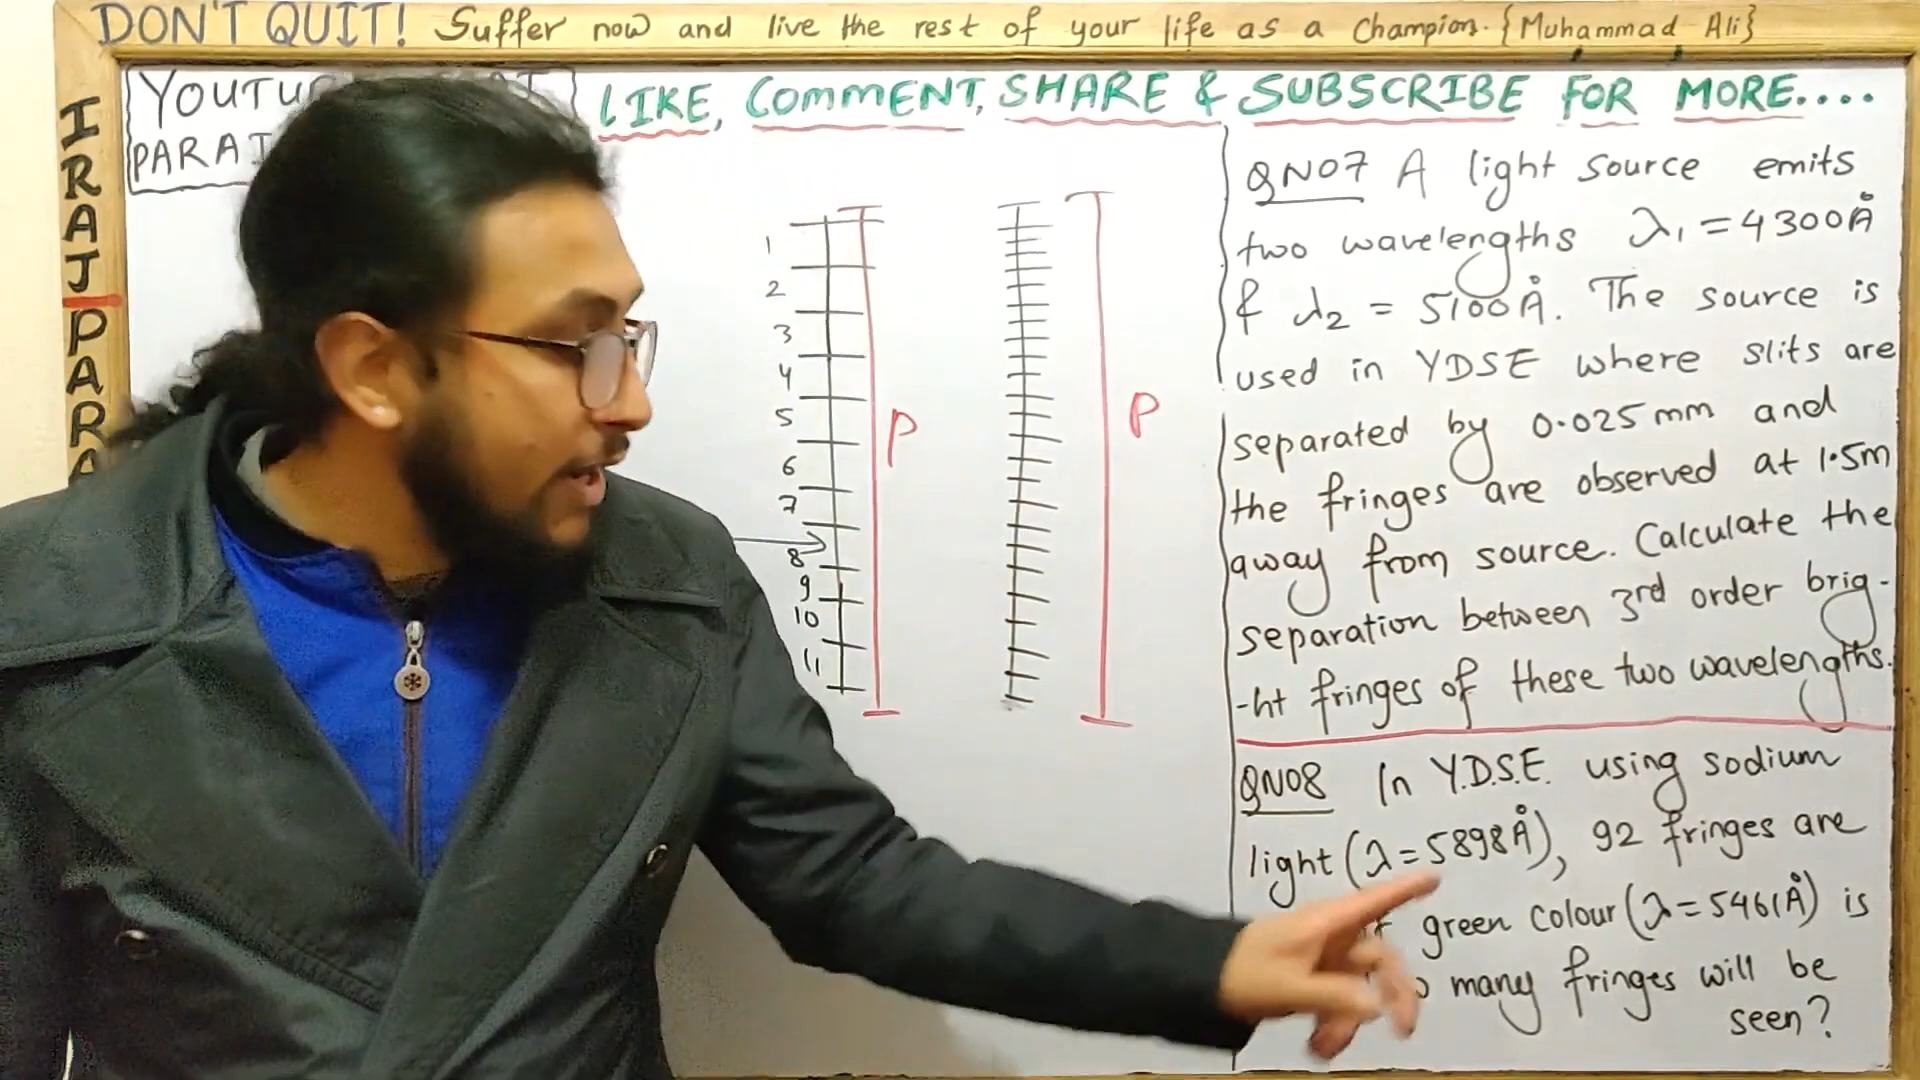 DON'T QUIT! Suffer now and live the rest of your life as a Champion. {Muhammad Ali}
IRAJ PARA
YOUTU
PARAJ
LIKE, COMMENT, SHARE & SUBSCRIBE FOR MORE....
1
2
3
4
5
6
7
8
9
10
11
P
P
QN07 A light source emits
two wavelengths λ₁ = 4300Å
& λ₂ = 5100Å. The source is
used in YDSE where slits are
separated by 0.025mm and
the fringes are observed at 1.5m
away from source. Calculate the
separation between 3rd order brig-
-ht fringes of these two wavelengths.
QN08 In Y.D.S.E. using sodium
light (λ=5898Å), 92 fringes are
green colour (λ=5461Å) is
many fringes will be
seen?